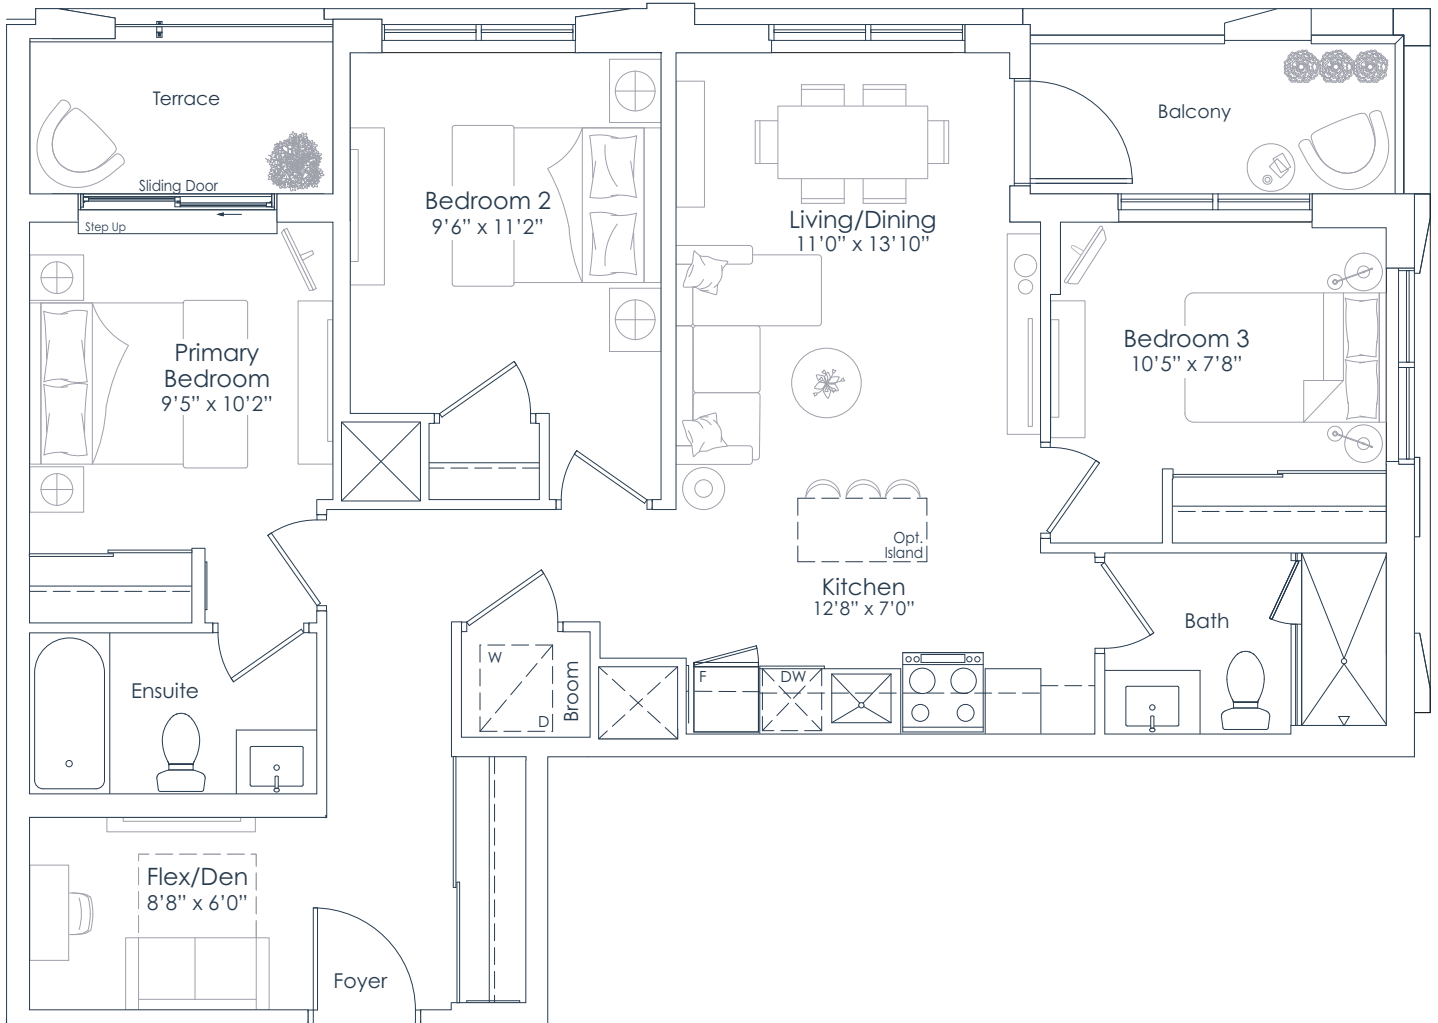 Terrace
Sliding Door
Step Up
Balcony
Bedroom 2
9'6” x 11'2”
Living/Dining
11'0” x 13'10”
Primary
Bedroom
9'5” x 10'2”
Bedroom 3
10'5” x 7'8”
Opt.
Island
Kitchen
12'8” x 7'0”
Bath
Ensuite
W
D
Broom
F
DW
Flex/Den
8'8” x 6'0”
Foyer